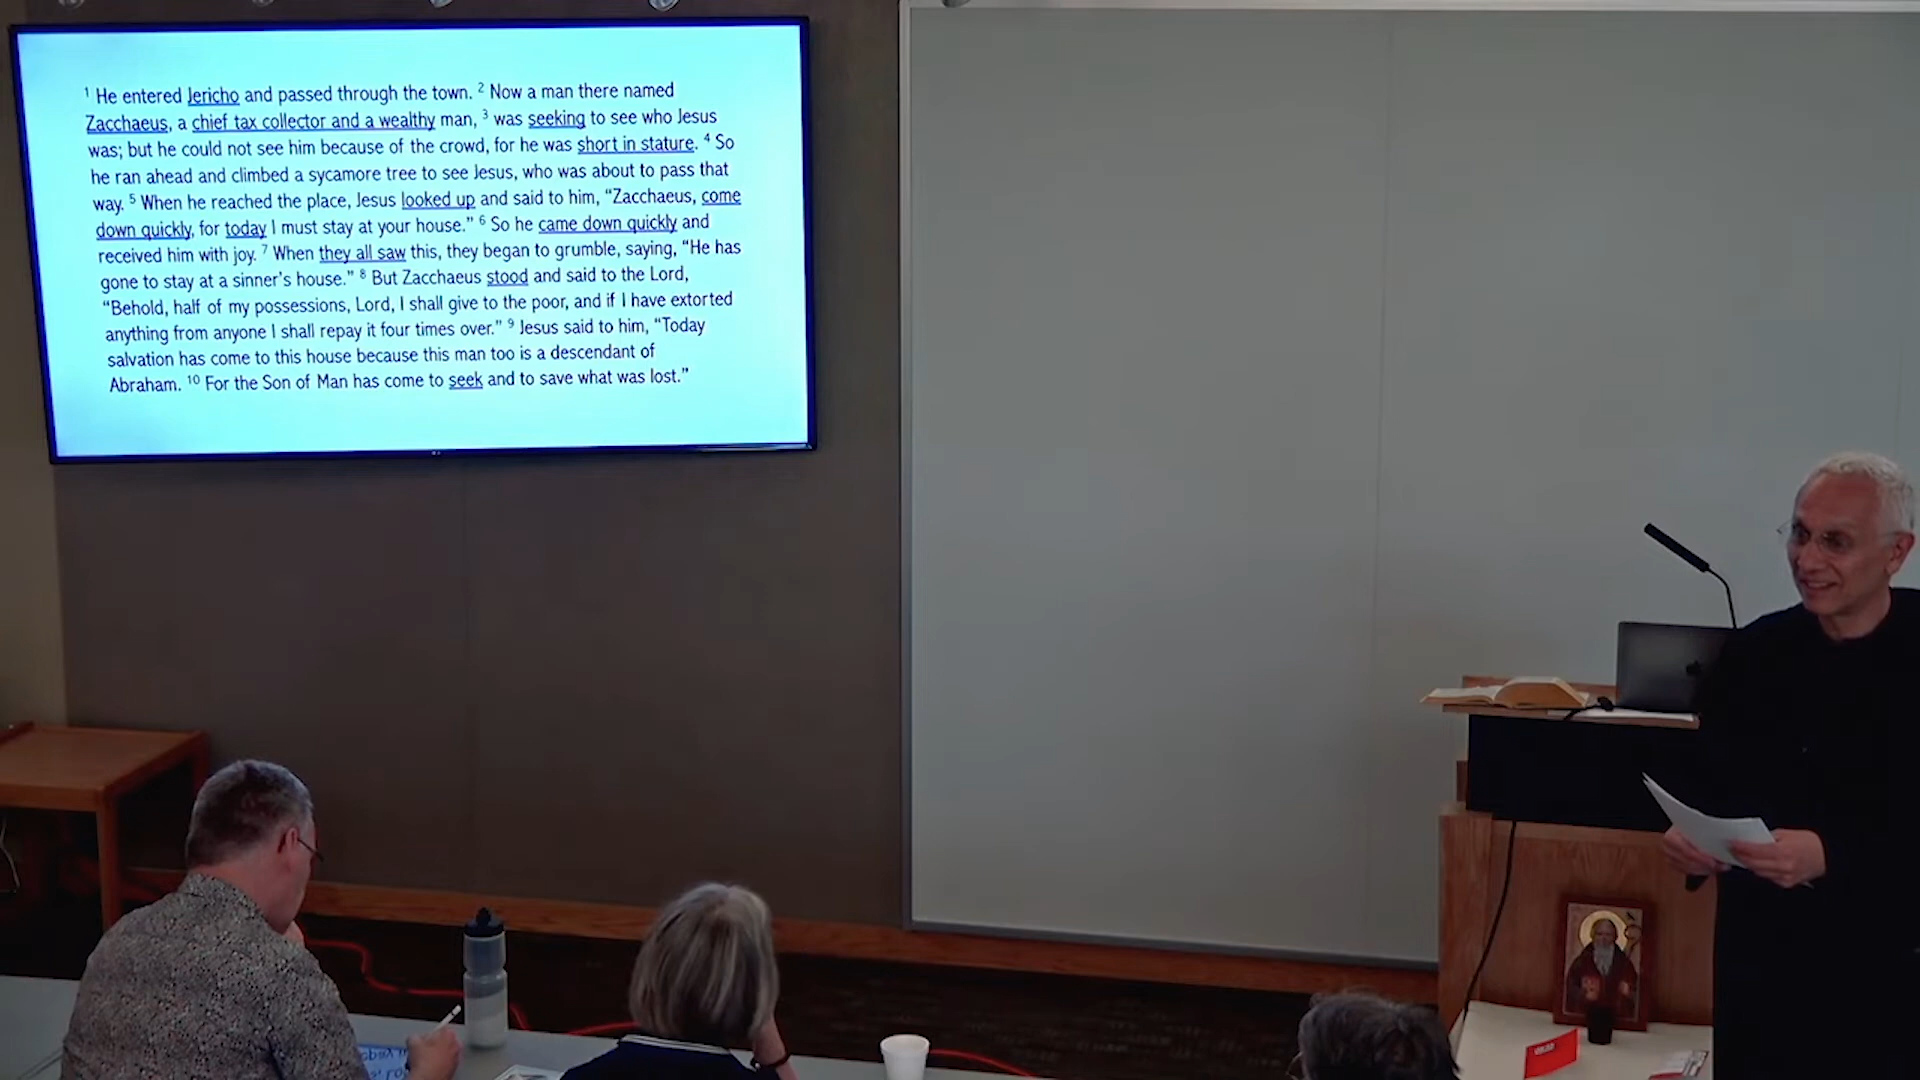 ¹ He entered Jericho and passed through the town. ² Now a man there named
Zacchaeus, a chief tax collector and a wealthy man, ³ was seeking to see who Jesus
was; but he could not see him because of the crowd, for he was short in stature. ⁴ So
he ran ahead and climbed a sycamore tree to see Jesus, who was about to pass that
way. ⁵ When he reached the place, Jesus looked up and said to him, “Zacchaeus, come
down quickly, for today I must stay at your house.” ⁶ So he came down quickly and
received him with joy. ⁷ When they all saw this, they began to grumble, saying, “He has
gone to stay at a sinner’s house.” ⁸ But Zacchaeus stood and said to the Lord,
“Behold, half of my possessions, Lord, I shall give to the poor, and if I have extorted
anything from anyone I shall repay it four times over.” ⁹ Jesus said to him, “Today
salvation has come to this house because this man too is a descendant of
Abraham. ¹⁰ For the Son of Man has come to seek and to save what was lost.”